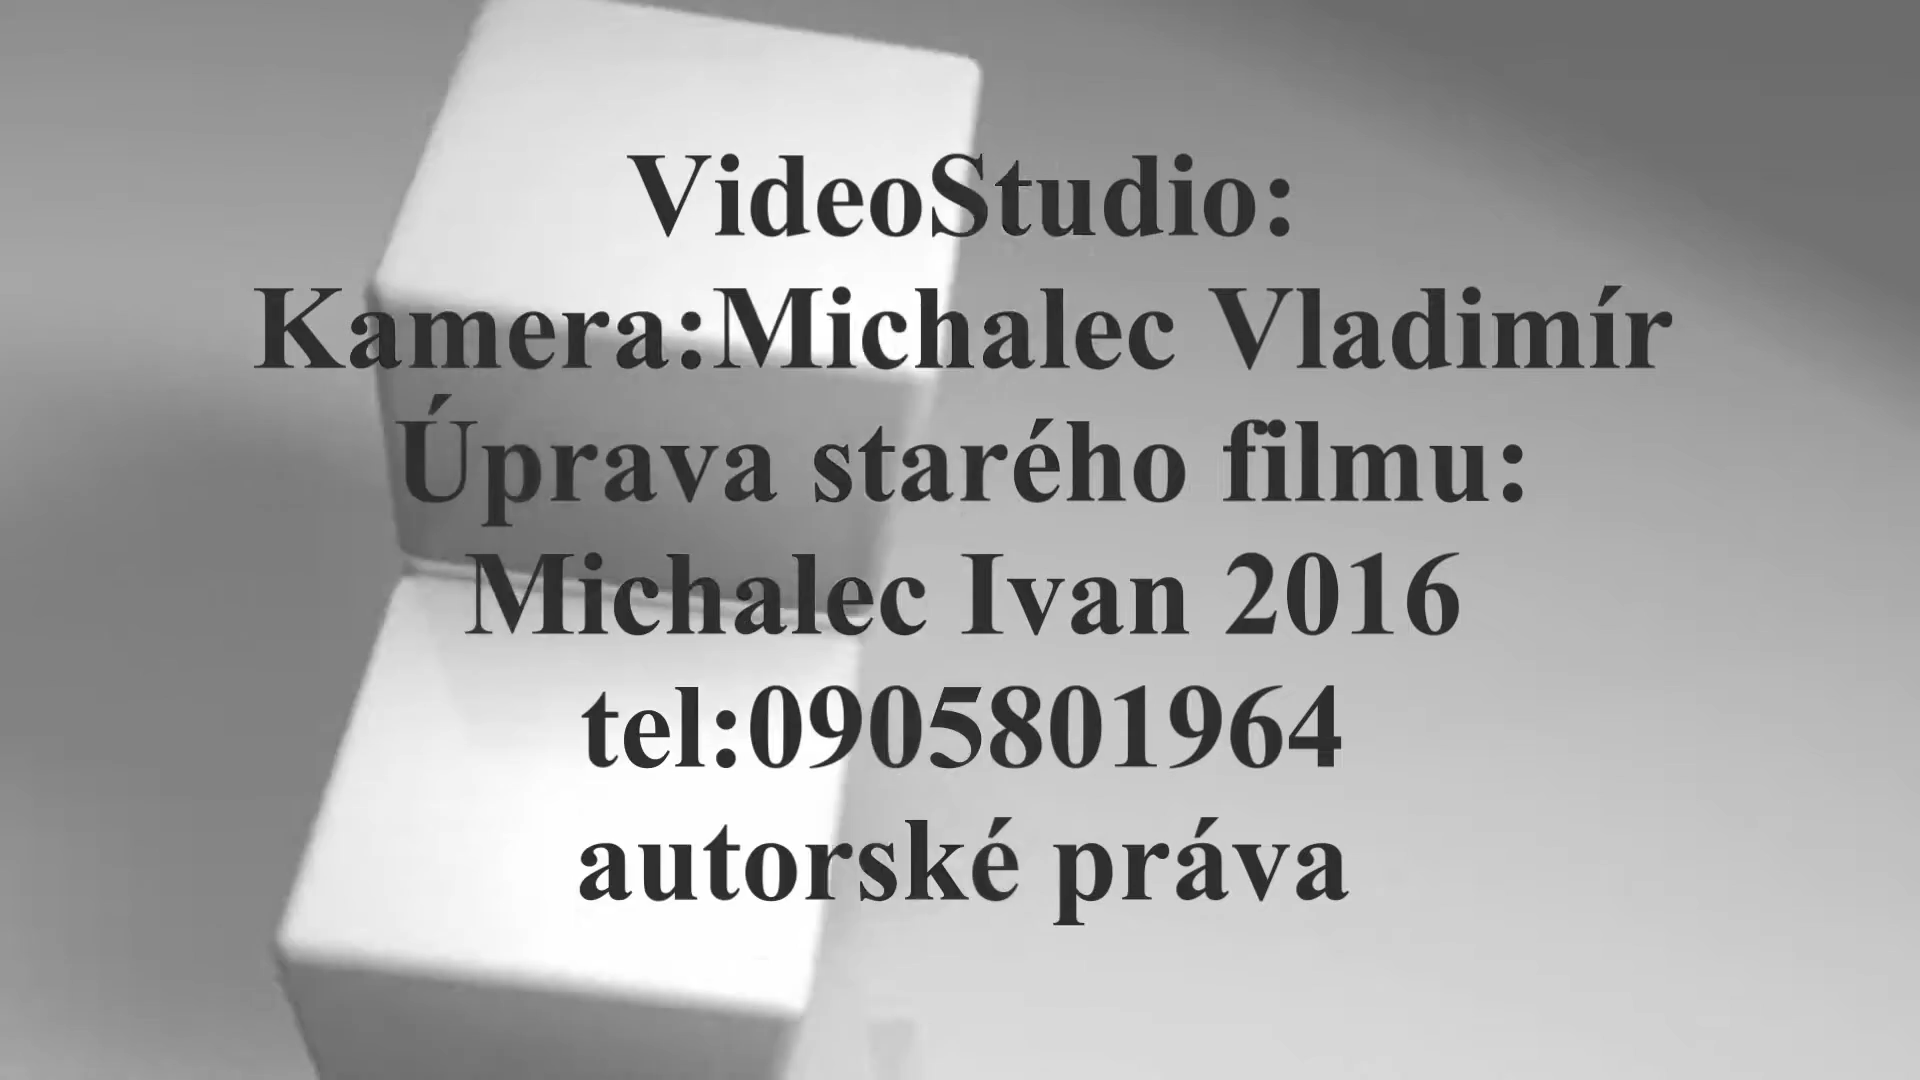 VideoStudio:
Kamera:Michalec Vladimír
Úprava starého filmu:
Michalec Ivan 2016
tel:0905801964
autorské práva